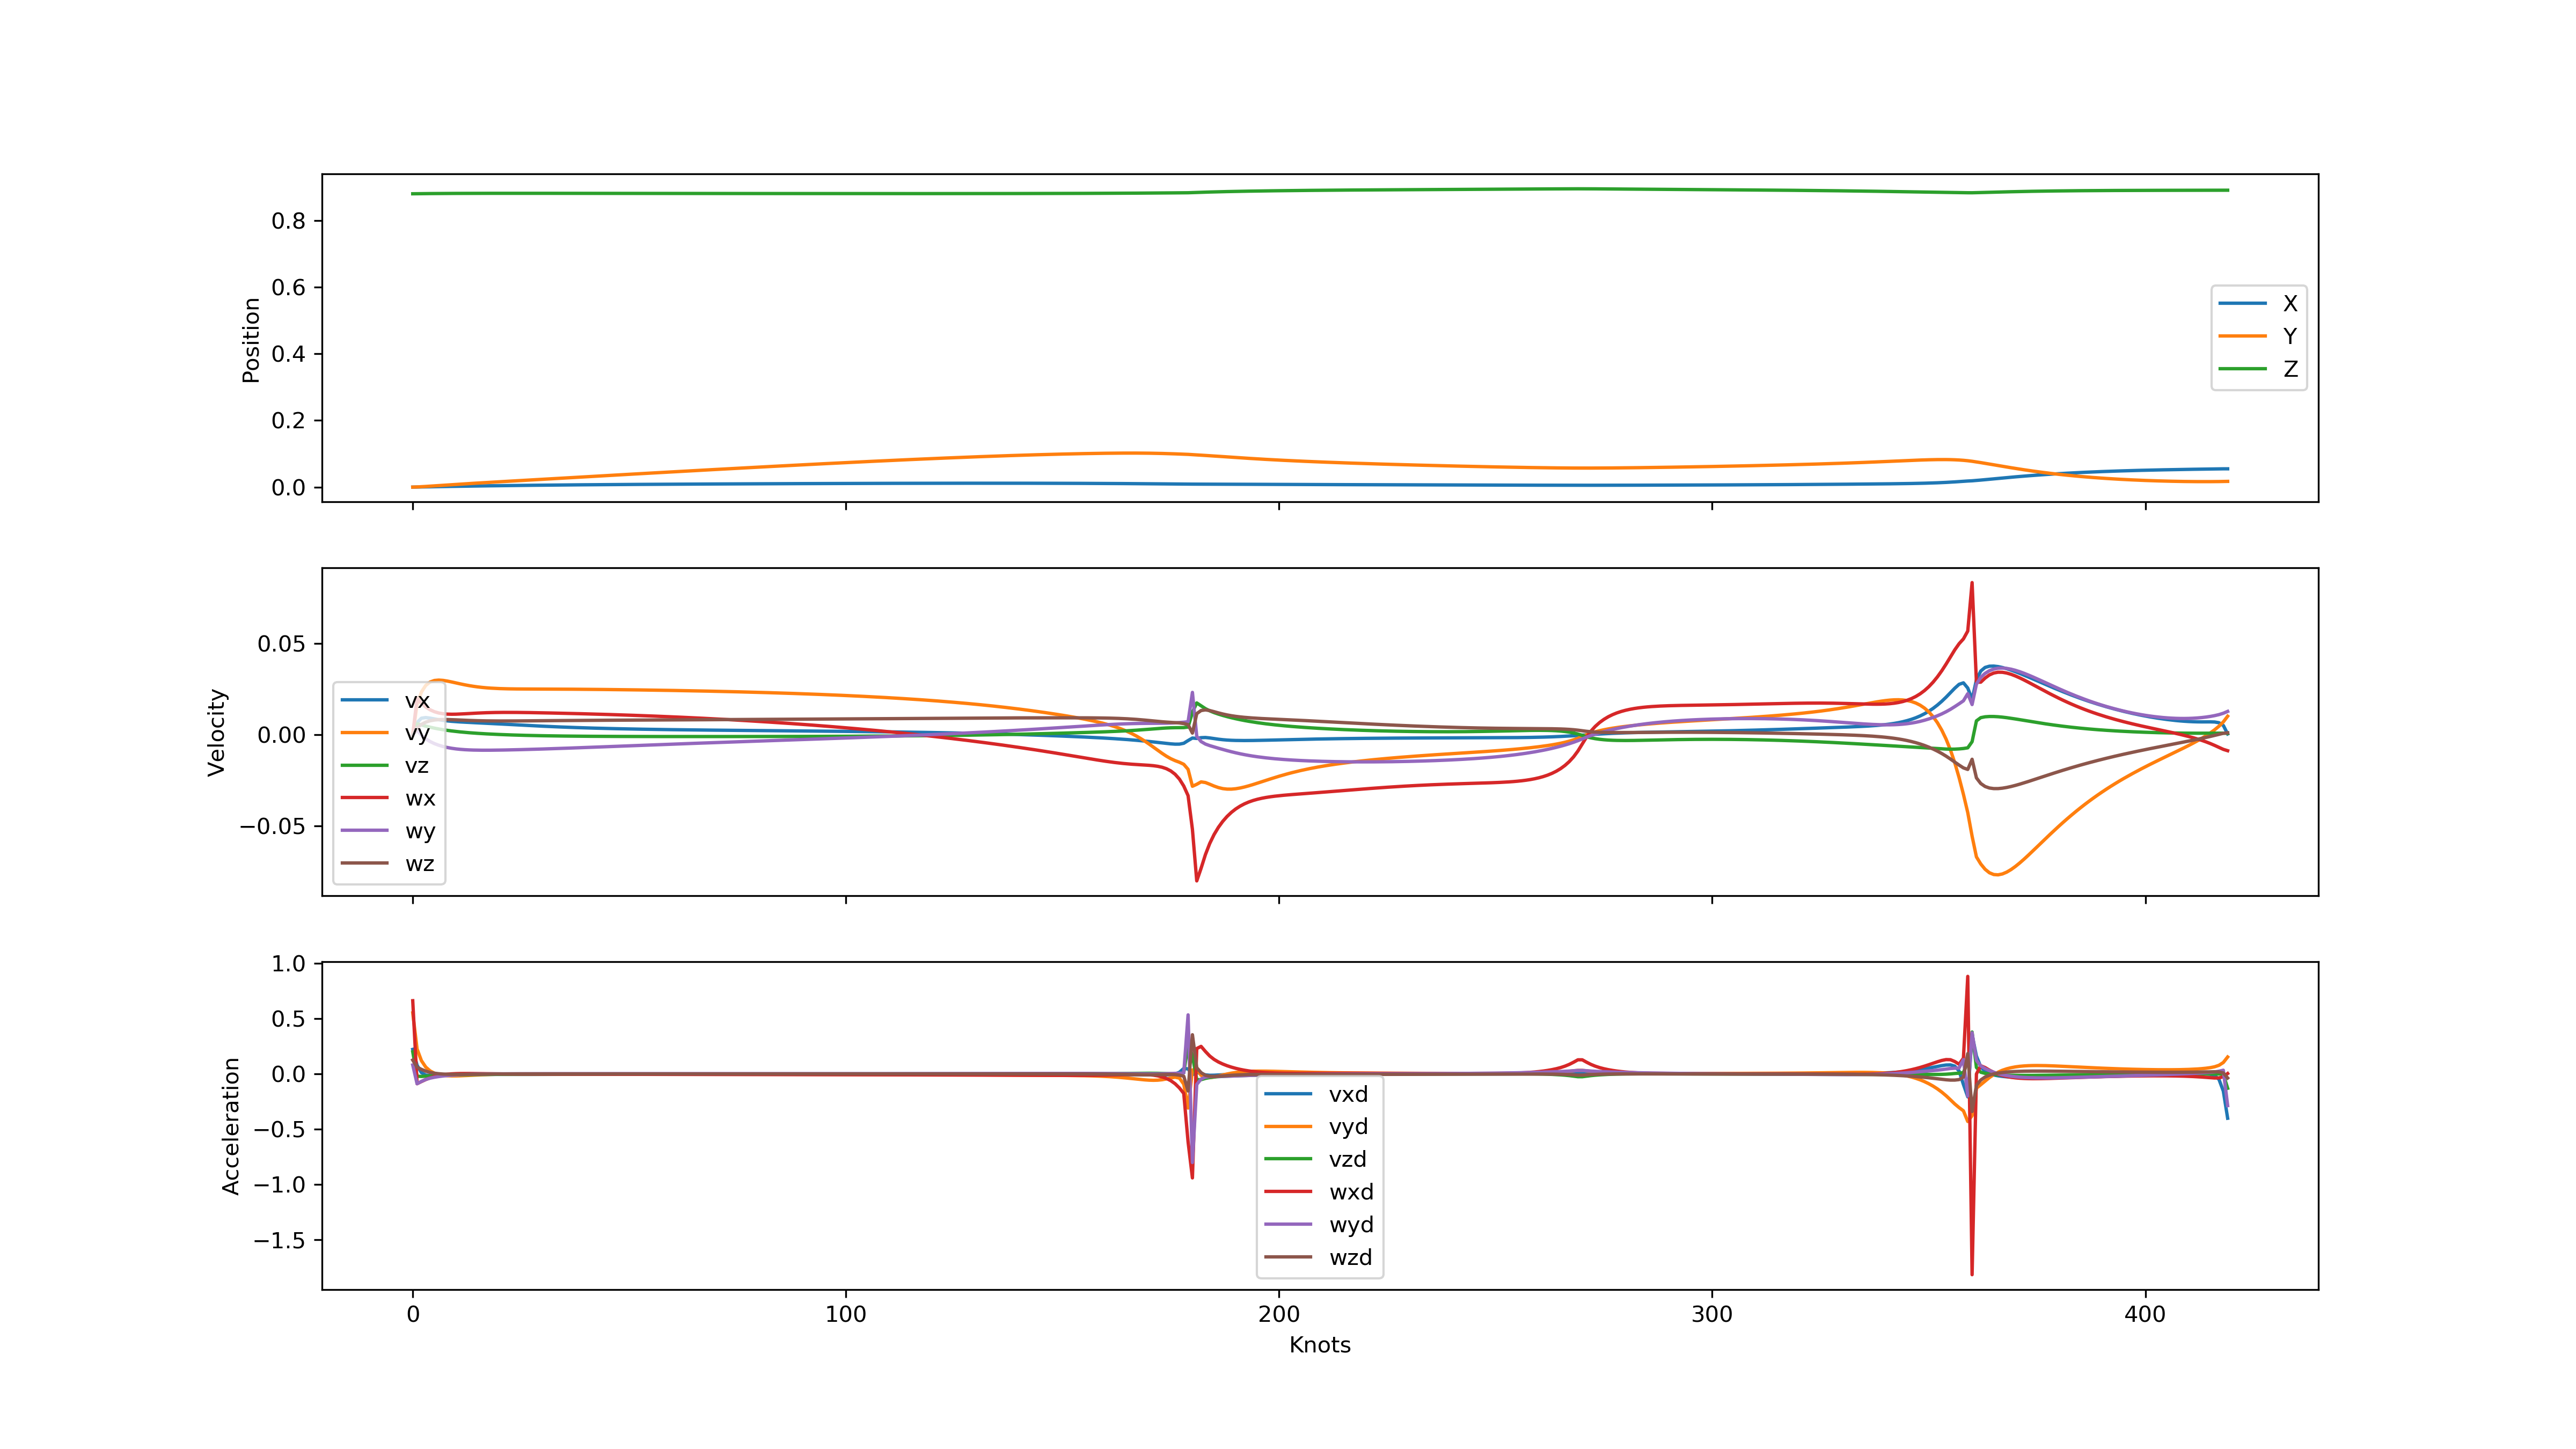 Position
0.8
0.6
0.4
0.2
0.0
X
Y
Z
Velocity
0.05
0.00
−0.05
vx
vy
vz
wx
wy
wz
Acceleration
1.0
0.5
0.0
−0.5
−1.0
−1.5
vxd
vyd
vzd
wxd
wyd
wzd
0 100 200 300 400
Knots